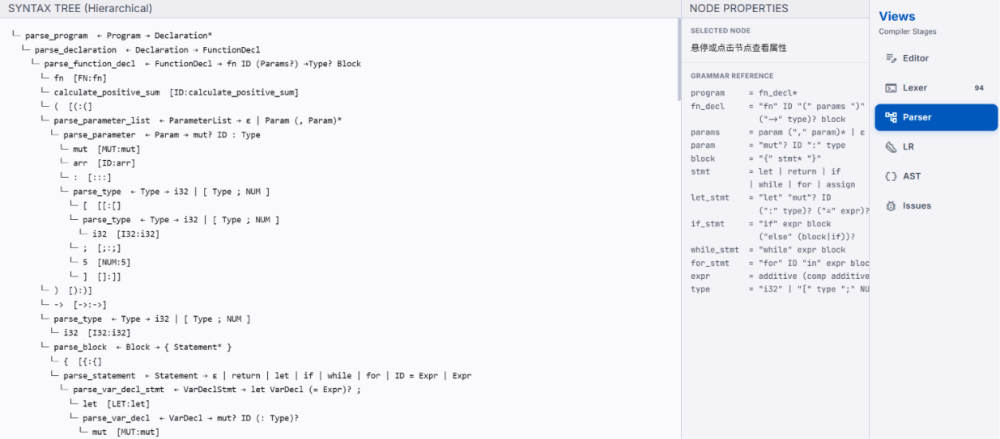 SYNTAX TREE (Hierarchical)
└─ parse_program ← Program → Declaration*
└─ parse_declaration ← Declaration → FunctionDecl
└─ parse_function_decl ← FunctionDecl → fn ID (Params?) →Type? Block
└─ fn [FN:fn]
└─ calculate_positive_sum [ID:calculate_positive_sum]
└─ ( [(:(]
└─ parse_parameter_list ← ParameterList → ε | Param (, Param)*
└─ parse_parameter ← Param → mut? ID : Type
└─ mut [MUT:mut]
└─ arr [ID:arr]
└─ : [:::]
└─ parse_type ← Type → i32 | [ Type ; NUM ]
└─ [ [[:[]
└─ parse_type ← Type → i32 | [ Type ; NUM ]
└─ i32 [I32:i32]
└─ ; [;:;]
└─ 5 [NUM:5]
└─ ] []:]]
└─ ) [):)]
└─ -> [->:->]
└─ parse_type ← Type → i32 | [ Type ; NUM ]
└─ i32 [I32:i32]
└─ parse_block ← Block → { Statement* }
└─ { [{:{]
└─ parse_statement ← Statement → ε | return | let | if | while | for | ID = Expr | Expr
└─ parse_var_decl_stmt ← VarDeclStmt → let VarDecl (= Expr)? ;
└─ let [LET:let]
└─ parse_var_decl ← VarDecl → mut? ID (: Type)?
└─ mut [MUT:mut]
NODE PROPERTIES
SELECTED NODE
悬停或点击节点查看属性
GRAMMAR REFERENCE
program = fn_decl*
fn_decl = "fn" ID "(" params ")"
("→" type)? block
params = param ("," param)* | ε
param = "mut"? ID ":" type
block = "{" stmt* "}"
stmt = let | return | if
| while | for | assign
let_stmt = "let" "mut"? ID
(":" type)? ("=" expr)?
if_stmt = "if" expr block
("else" (block|if))?
while_stmt = "while" expr block
for_stmt = "for" ID "in" expr bloc
expr = additive (comp additive
type = "i32" | "[" type ";" NU
Views
Compiler Stages
Editor
Lexer 94
Parser
LR
AST
Issues